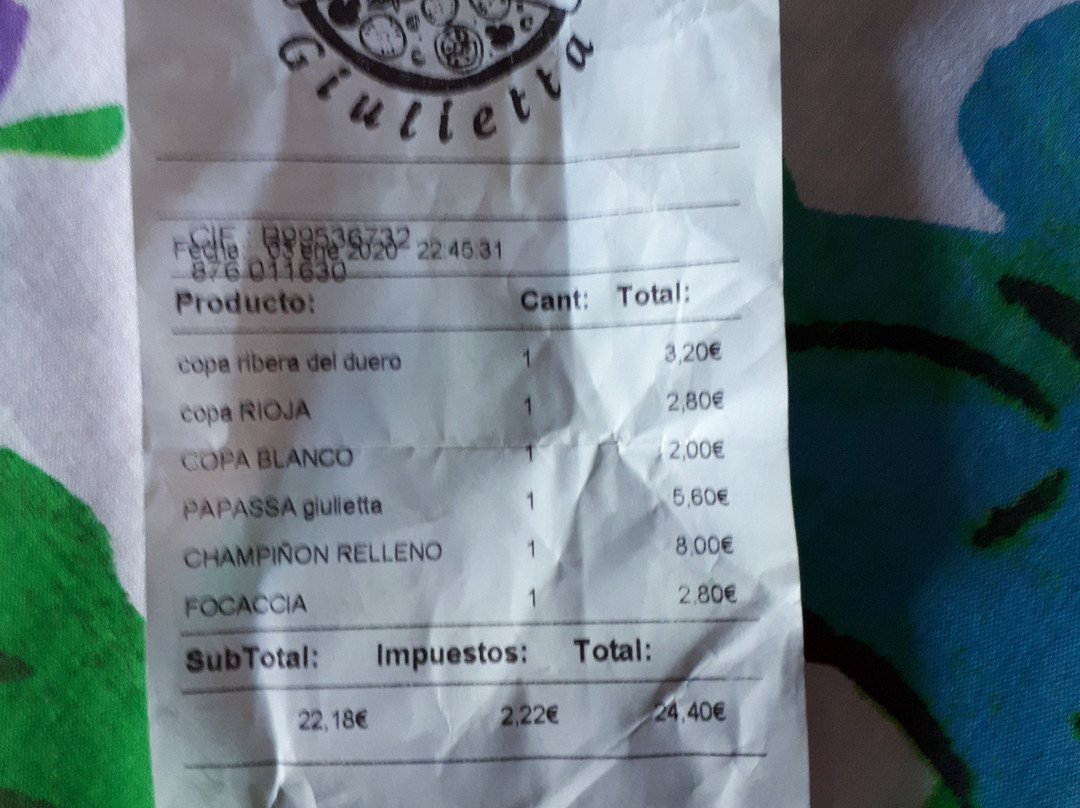 Giulietta
CIF : B99536732
Fecha: 03 ene 2020 22:45:31
876 011630
Producto: Cant: Total:
copa ribera del duero 1 3,20€
copa RIOJA 1 2,80€
COPA BLANCO 1 2,00€
PAPASSA giulietta 1 5,60€
CHAMPIÑON RELLENO 1 8,00€
FOCACCIA 1 2,80€
SubTotal: Impuestos: Total:
22,18€ 2,22€ 24,40€